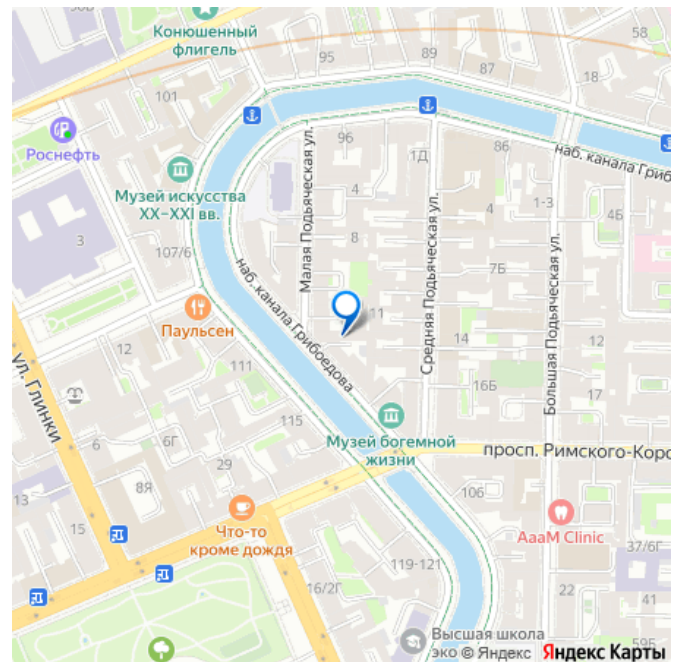 Конюшенный
флигель
58
95
89
87
18
101
Роснефть
96
1Д
86
наб. канала Гриб
Музей искусства
XX–XXI вв.
Малая Подьяческая ул.
4
4
1-3
4Б
3
8
7Б
107/6
наб. канала Грибоедова
Средняя Подьяческая ул.
Большая Подьяческая ул.
Паульсен
11
14
12
111
16Б
17
ул. Глинки
6
6Г
115
Музей богемной
жизни
просп. Римского-Корс
29
8Я
106
15
Что-то
кроме дождя
AaaM Clinic
37/6Г
119-121
16/2Г
22
59Б
Высшая школа
эко © Яндекс Яндекс Карты